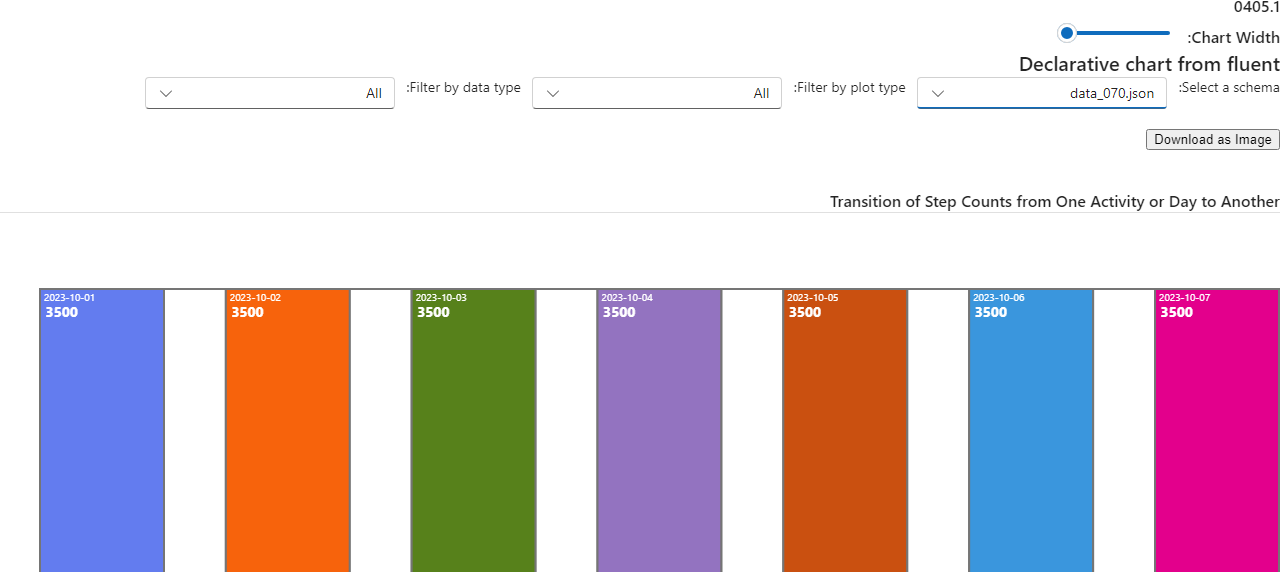 0405.1
:Chart Width
Declarative chart from fluent
:Select a schema
data_070.json
:Filter by plot type
All
:Filter by data type
All
Download as Image
Transition of Step Counts from One Activity or Day to Another
2023-10-01
3500
2023-10-02
3500
2023-10-03
3500
2023-10-04
3500
2023-10-05
3500
2023-10-06
3500
2023-10-07
3500